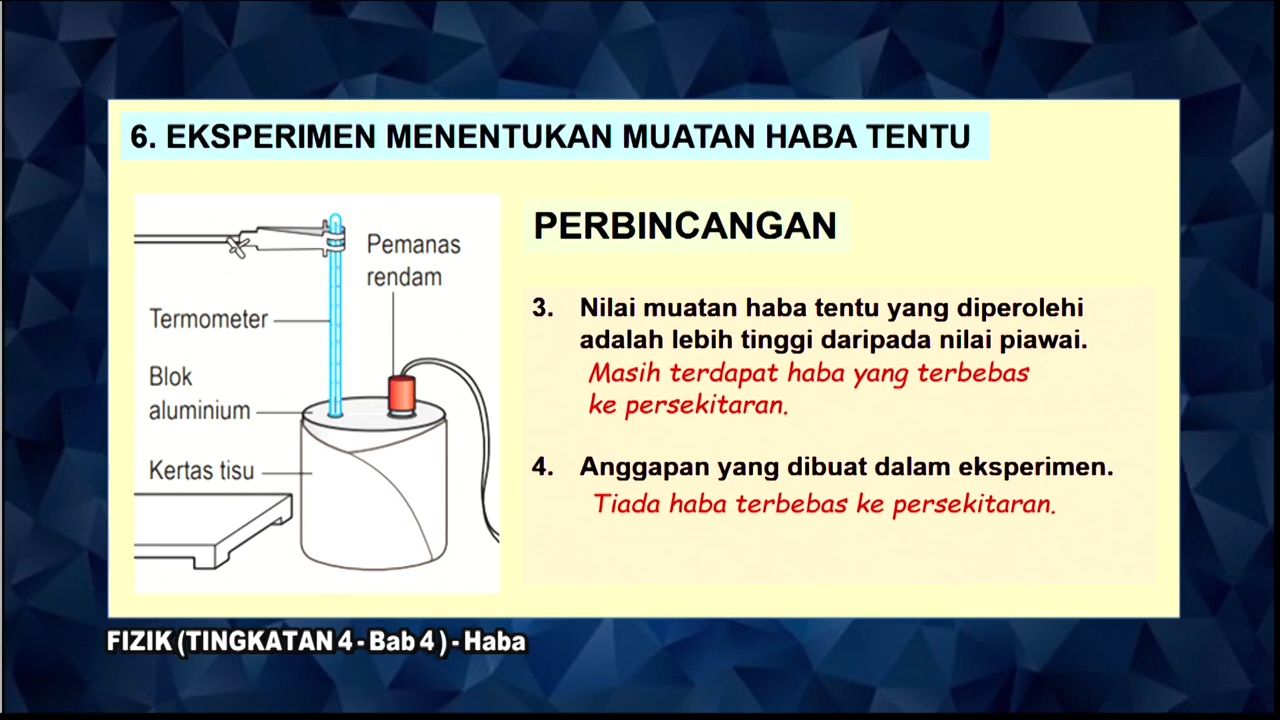 6. EKSPERIMEN MENENTUKAN MUATAN HABA TENTU
Pemanas
rendam
Termometer
Blok
aluminium
Kertas tisu
PERBINCANGAN
3. Nilai muatan haba tentu yang diperolehi
adalah lebih tinggi daripada nilai piawai.
Masih terdapat haba yang terbebas
ke persekitaran.
4. Anggapan yang dibuat dalam eksperimen.
Tiada haba terbebas ke persekitaran.
FIZIK (TINGKATAN 4 - Bab 4 ) - Haba